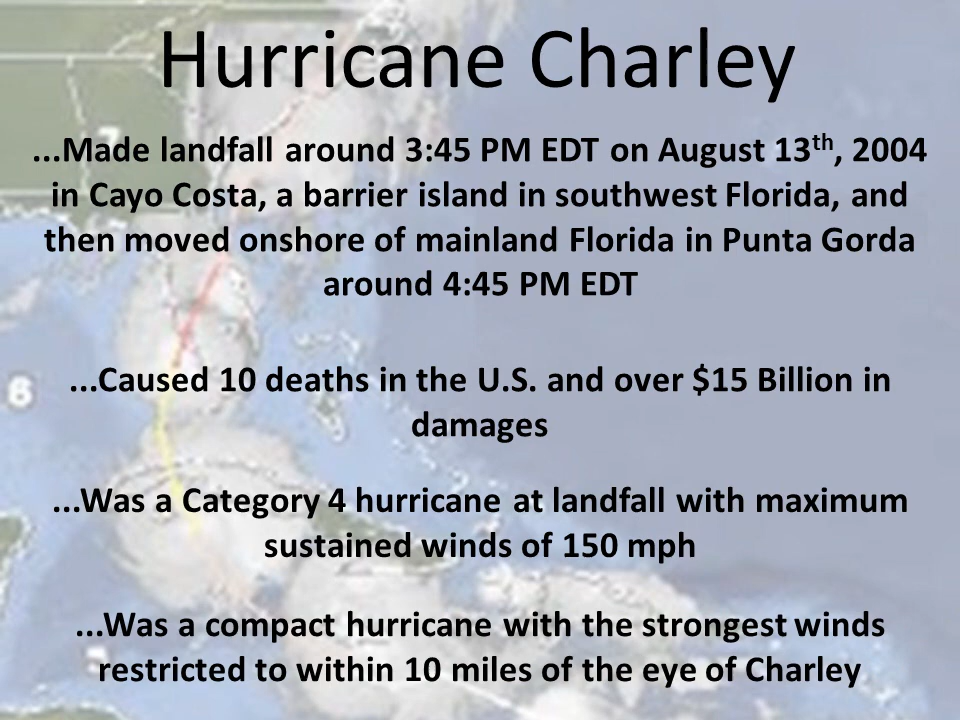 Hurricane Charley
...Made landfall around 3:45 PM EDT on August 13th, 2004
in Cayo Costa, a barrier island in southwest Florida, and
then moved onshore of mainland Florida in Punta Gorda
around 4:45 PM EDT
...Caused 10 deaths in the U.S. and over $15 Billion in
damages
...Was a Category 4 hurricane at landfall with maximum
sustained winds of 150 mph
...Was a compact hurricane with the strongest winds
restricted to within 10 miles of the eye of Charley
6